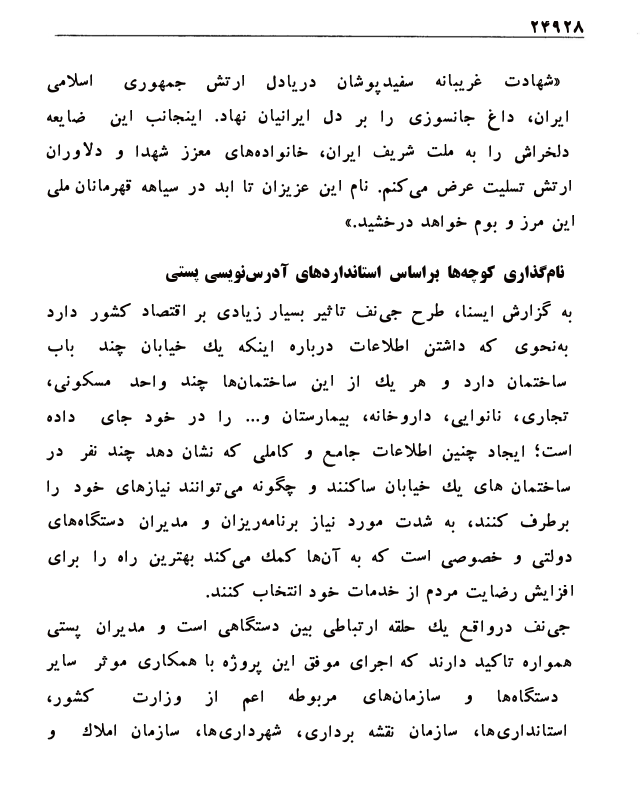 ۲۴۹۲۸
«شهادت غریبانه سفیدپوشان دریادل ارتش جمهوری اسلامی
ایران، داغ جانسوزی را بر دل ایرانیان نهاد. اینجانب این ضایعه
دلخراش را به ملت شریف ایران، خانواده‌های معزز شهدا و دلاوران
ارتش تسلیت عرض می‌کنم. نام این عزیزان تا ابد در سیاهه قهرمانان ملی
این مرز و بوم خواهد درخشید.»
نام‌گذاری کوچه‌ها براساس استانداردهای آدرس‌نویسی پستی
به گزارش ایسنا، طرح جی‌نف تاثیر بسیار زیادی بر اقتصاد کشور دارد
به‌نحوی که داشتن اطلاعات درباره اینکه یك خیابان چند باب
ساختمان دارد و هر یك از این ساختمان‌ها چند واحد مسکونی،
تجاری، نانوایی، داروخانه، بیمارستان و... را در خود جای داده
است؛ ایجاد چنین اطلاعات جامع و کاملی که نشان دهد چند نفر در
ساختمان های یك خیابان ساکنند و چگونه می‌توانند نیازهای خود را
برطرف کنند، به شدت مورد نیاز برنامه‌ریزان و مدیران دستگاه‌های
دولتی و خصوصی است که به آن‌ها کمك می‌کند بهترین راه را برای
افزایش رضایت مردم از خدمات خود انتخاب کنند.
جی‌نف درواقع یك حلقه ارتباطی بین دستگاهی است و مدیران پستی
همواره تاکید دارند که اجرای موفق این پروژه با همکاری موثر سایر
دستگاه‌ها و سازمان‌های مربوطه اعم از وزارت کشور،
استانداری‌ها، سازمان نقشه برداری، شهرداری‌ها، سازمان املاك و